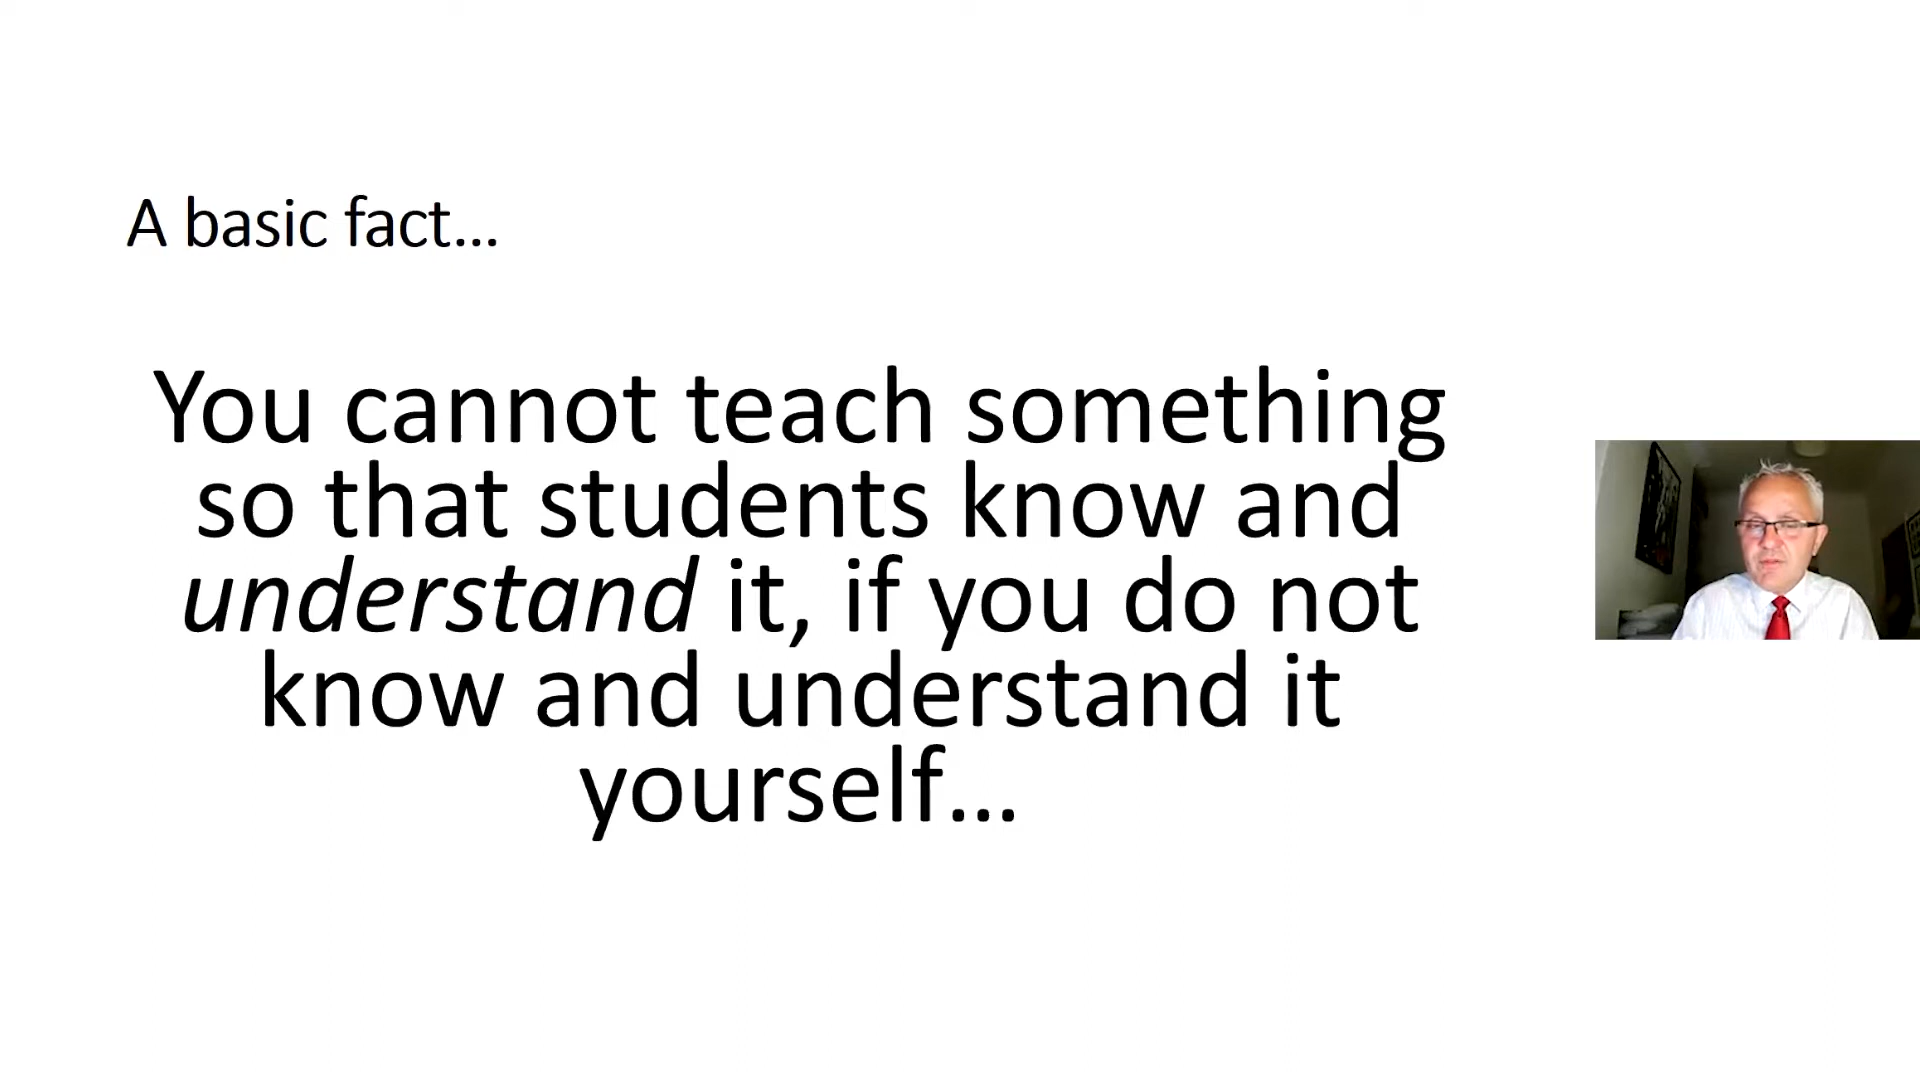 A basic fact…
You cannot teach something
so that students know and
understand it, if you do not
know and understand it
yourself…